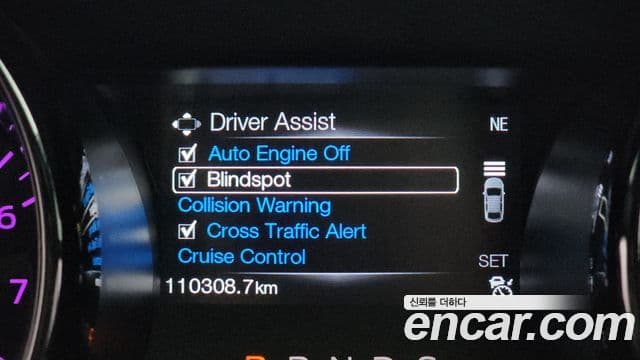 Driver Assist
NE
Auto Engine Off
Blindspot
Collision Warning
Cross Traffic Alert
Cruise Control
SET
110308.7km
6
7
신뢰를 더하다
encar.com